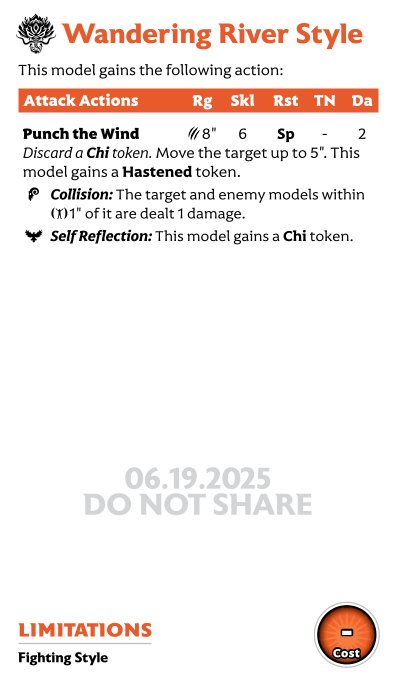 Wandering River Style
This model gains the following action:
Attack Actions Rg Skl Rst TN Da
Punch the Wind 8" 6 Sp - 2
Discard a Chi token. Move the target up to 5". This
model gains a Hastened token.
Collision: The target and enemy models within
1" of it are dealt 1 damage.
Self Reflection: This model gains a Chi token.
06.19.2025
DO NOT SHARE
LIMITATIONS
Fighting Style
-
Cost